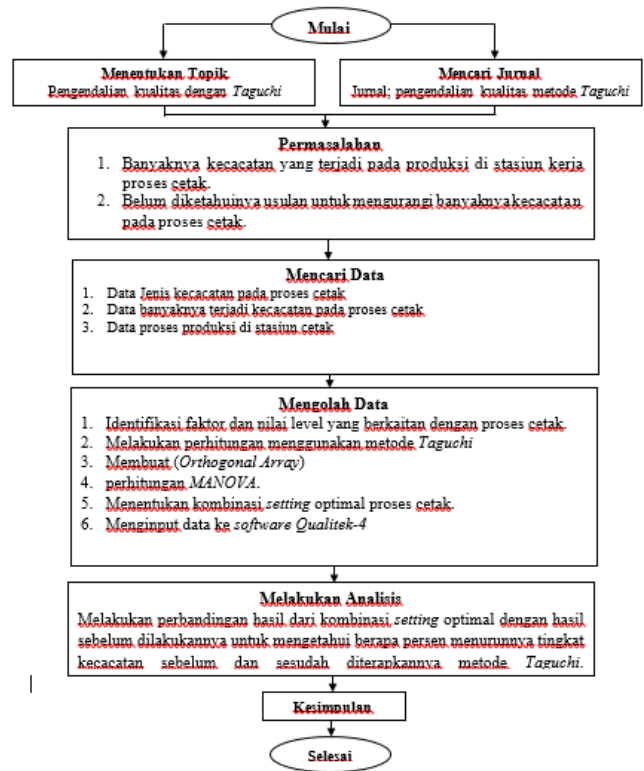 Mulai
Menentukan Topik
Pengendalian kualitas dengan Taguchi
Mencari Jurnal
Jurnal; pengendalian kualitas metode Taguchi
Permasalahan
1. Banyaknya kecacatan yang terjadi pada produksi di stasiun kerja
proses cetak.
2. Belum diketahuinya usulan untuk mengurangi banyaknya kecacatan
pada proses cetak.
Mencari Data
1. Data Jenis kecacatan pada proses cetak
2. Data banyaknya terjadi kecacatan pada proses cetak
3. Data proses produksi di stasiun cetak
Mengolah Data
1. Identifikasi faktor dan nilai level yang berkaitan dengan proses cetak.
2. Melakukan perhitungan menggunakan metode Taguchi
3. Membuat (Orthogonal Array)
4. perhitungan MANOVA.
5. Menentukan kombinasi setting optimal proses cetak.
6. Menginput data ke software Qualitek-4
Melakukan Analisis
Melakukan perbandingan hasil dari kombinasi setting optimal dengan hasil
sebelum dilakukannya untuk mengetahui berapa persen menurunnya tingkat
kecacatan sebelum dan sesudah diterapkannya metode Taguchi.
Kesimpulan
Selesai